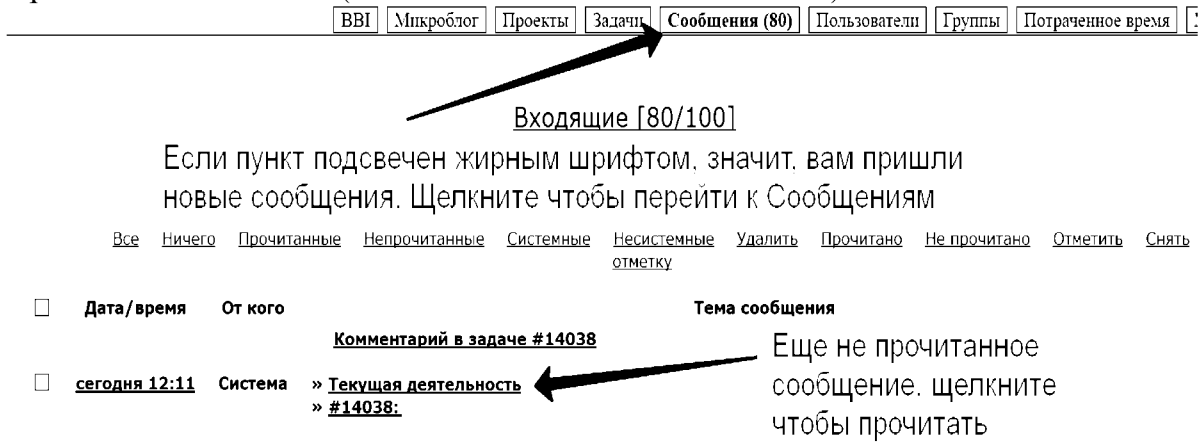 BBI Микроблог Проекты Задачи Сообщения (80) Пользователи Группы Потраченное время
Входящие [80/100]
Если пункт подсвечен жирным шрифтом, значит, вам пришли
новые сообщения. Щелкните чтобы перейти к Сообщениям
Все Ничего Прочитанные Непрочитанные Системные Несистемные Удалить Прочитано Не прочитано Отметить Снять
отметку
Дата/время От кого Тема сообщения
Комментарий в задаче #14038
Еще не прочитанное
сообщение. щелкните
чтобы прочитать
сегодня 12:11 Система » Текущая деятельность
» #14038: